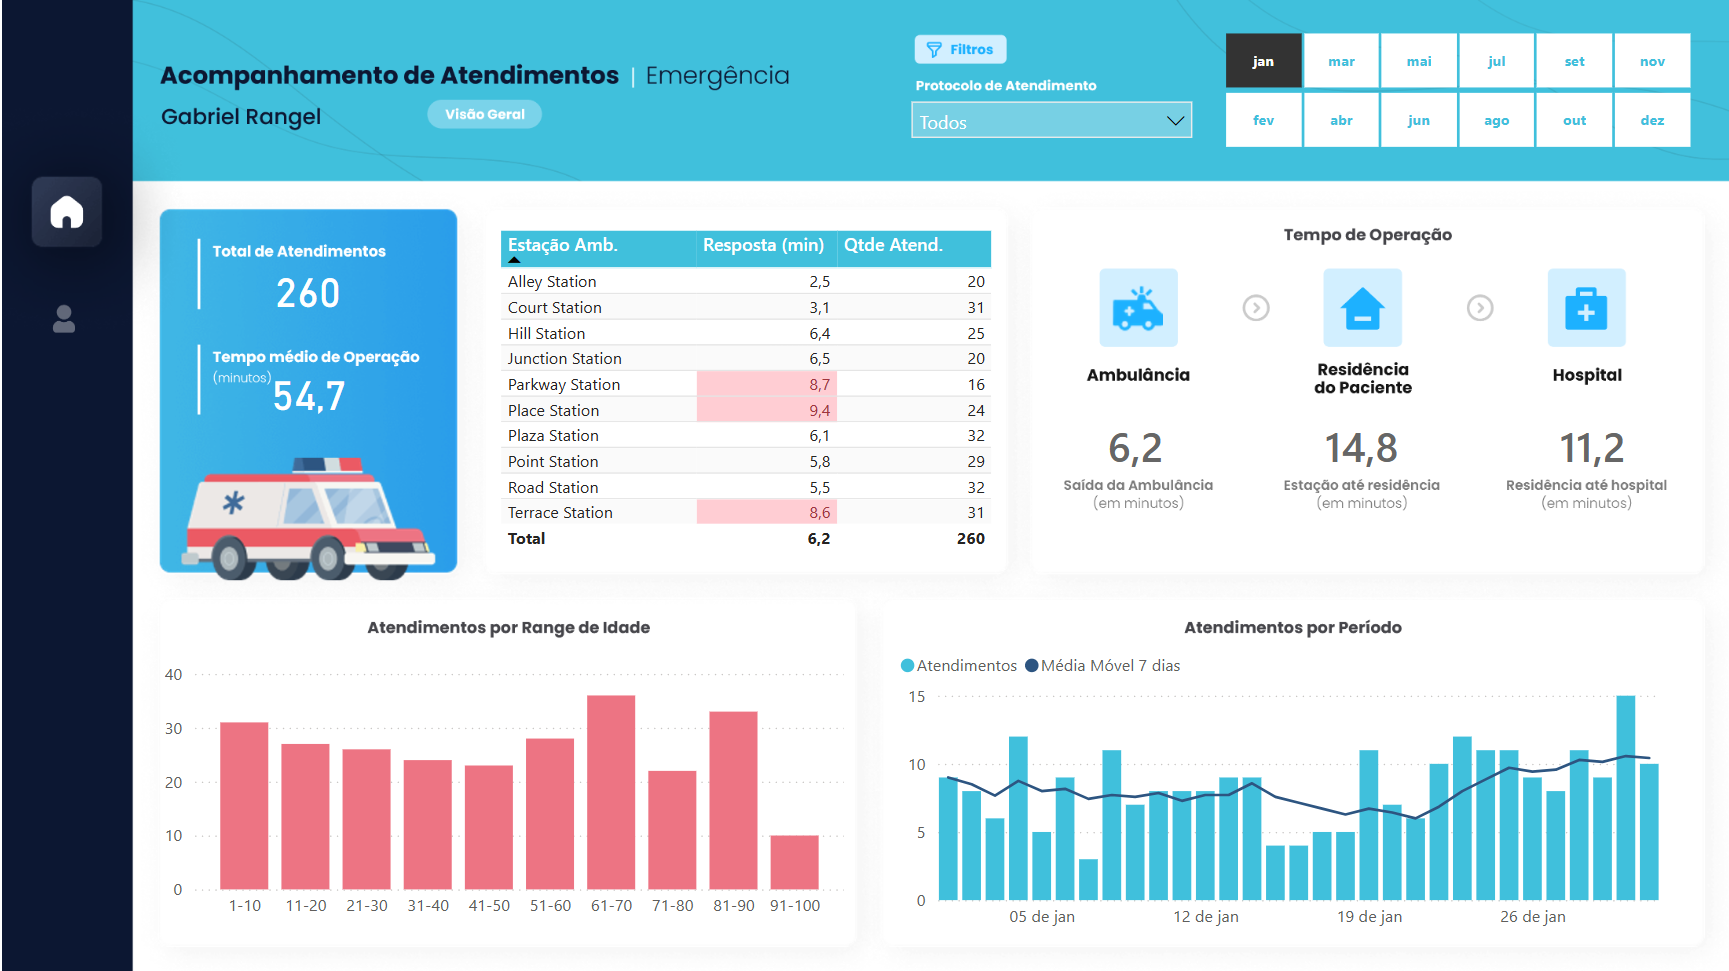 Acompanhamento de Atendimentos | Emergência
Gabriel Rangel
Visão Geral
Filtros
Protocolo de Atendimento
Todos
jan mar mai jul set nov
fev abr jun ago out dez
Total de Atendimentos
260
Tempo médio de Operação
(minutos)
54,7
Estação Amb. Resposta (min) Qtde Atend.
Alley Station 2,5 20
Court Station 3,1 31
Hill Station 6,4 25
Junction Station 6,5 20
Parkway Station 8,7 16
Place Station 9,4 24
Plaza Station 6,1 32
Point Station 5,8 29
Road Station 5,5 32
Terrace Station 8,6 31
Total 6,2 260
Tempo de Operação
Ambulância
Residência
do Paciente
Hospital
6,2 14,8 11,2
Saída da Ambulância Estação até residência Residência até hospital
(em minutos) (em minutos) (em minutos)
Atendimentos por Range de Idade
40
30
20
10
0
1-10 11-20 21-30 31-40 41-50 51-60 61-70 71-80 81-90 91-100
Atendimentos por Período
Atendimentos Média Móvel 7 dias
15
10
5
0
05 de jan 12 de jan 19 de jan 26 de jan